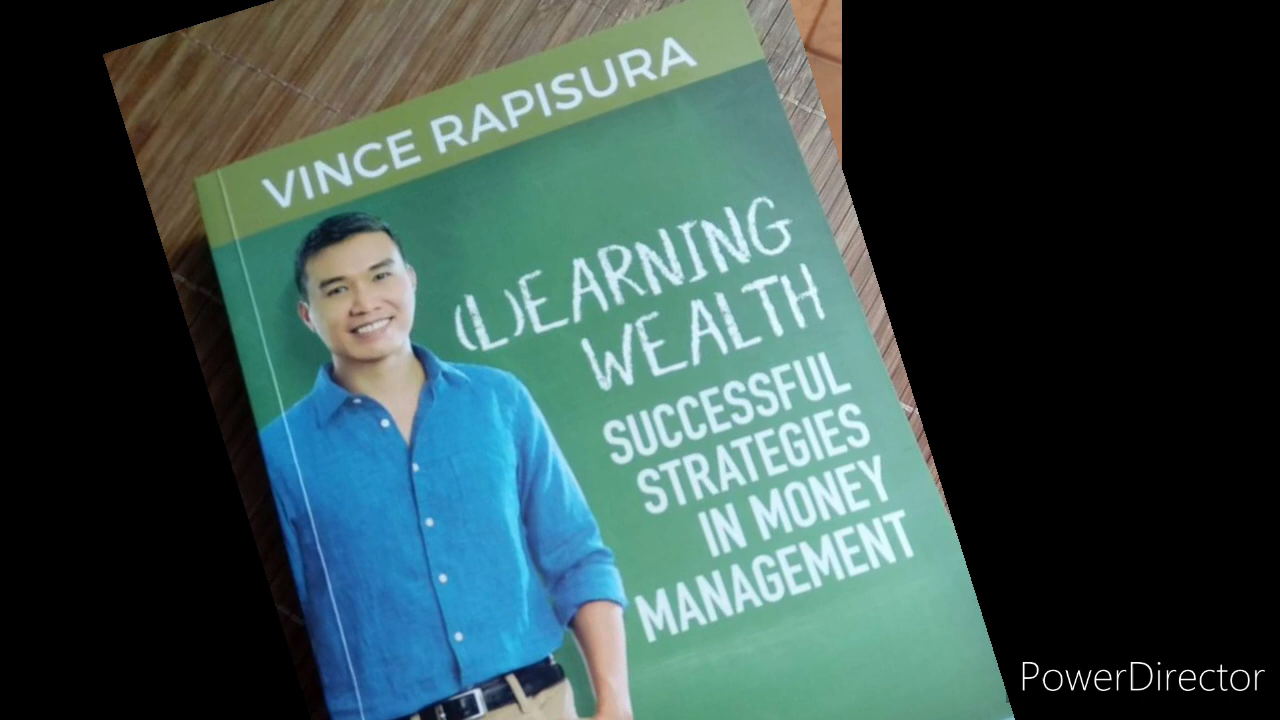 VINCE RAPISURA
(L)EARNING
WEALTH
SUCCESSFUL
STRATEGIES
IN MONEY
MANAGEMENT
PowerDirector